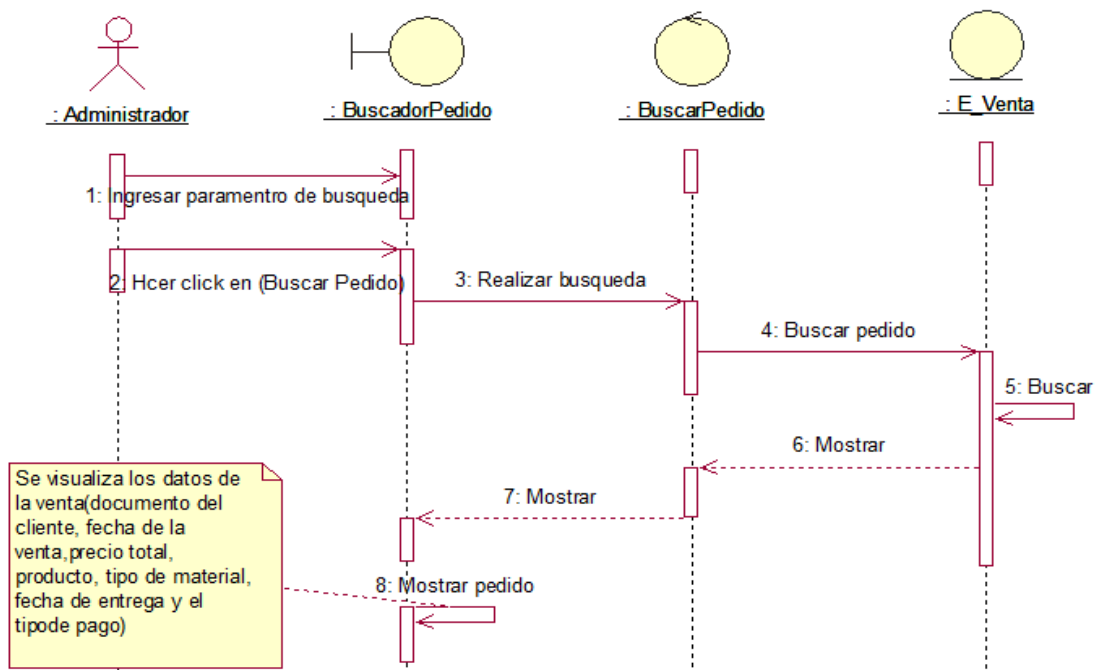 : Administrador
: BuscadorPedido
: BuscarPedido
: E_Venta
1: Ingresar paramentro de busqueda
2: Hcer click en (Buscar Pedido)
3: Realizar busqueda
4: Buscar pedido
5: Buscar
6: Mostrar
7: Mostrar
Se visualiza los datos de
la venta(documento del
cliente, fecha de la
venta,precio total,
producto, tipo de material,
fecha de entrega y el
tipode pago)
8: Mostrar pedido